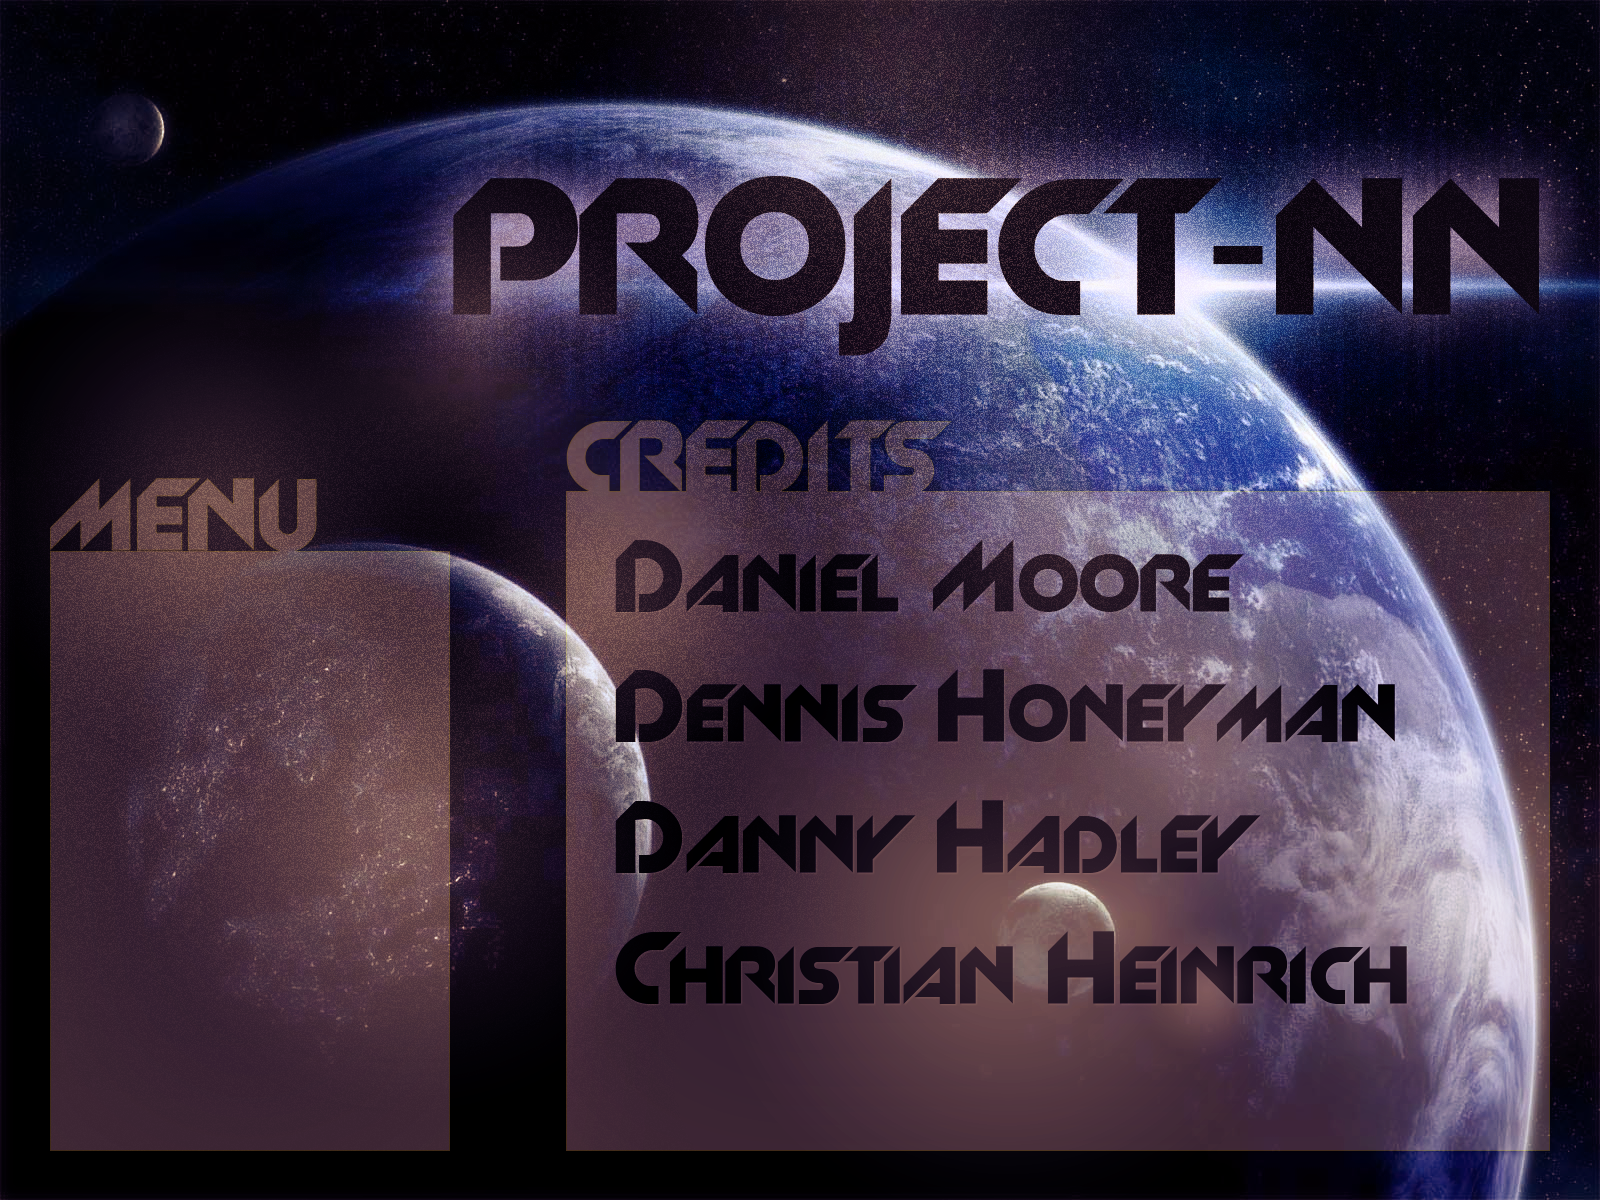 PROJECT-NN
CREDITS
MENU
DANIEL MOORE
DENNIS HONEYMAN
DANNY HADLEY
CHRISTIAN HEINRICH